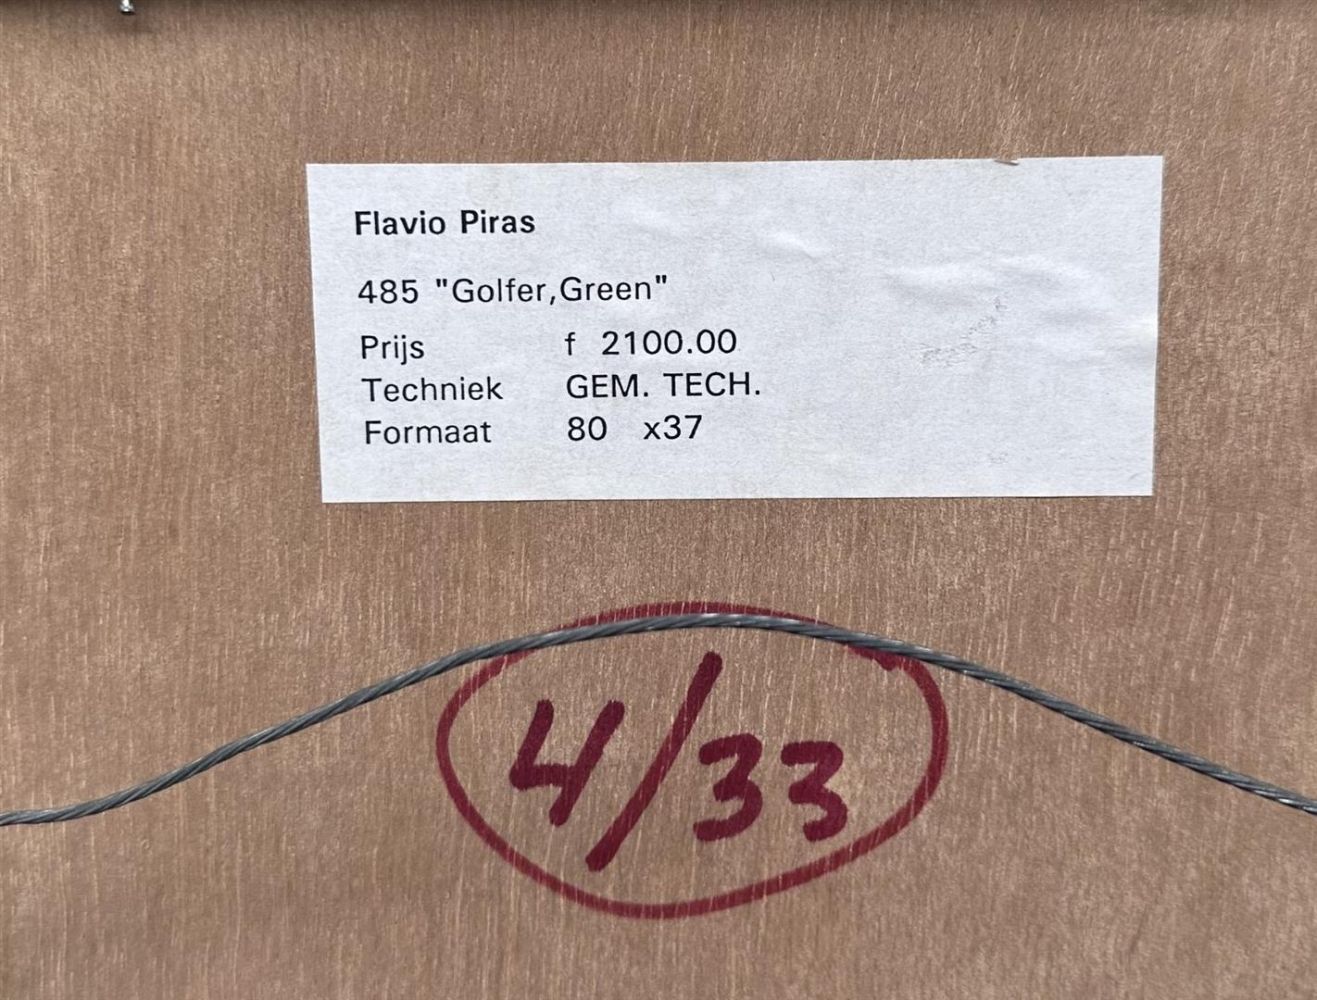 Flavio Piras
485 "Golfer,Green"
Prijs f 2100.00
Techniek GEM. TECH.
Formaat 80 x37
4/33